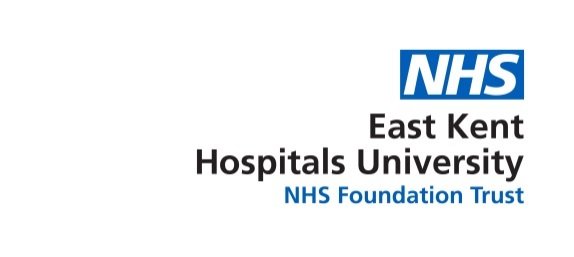 NHS
East Kent
Hospitals University
NHS Foundation Trust